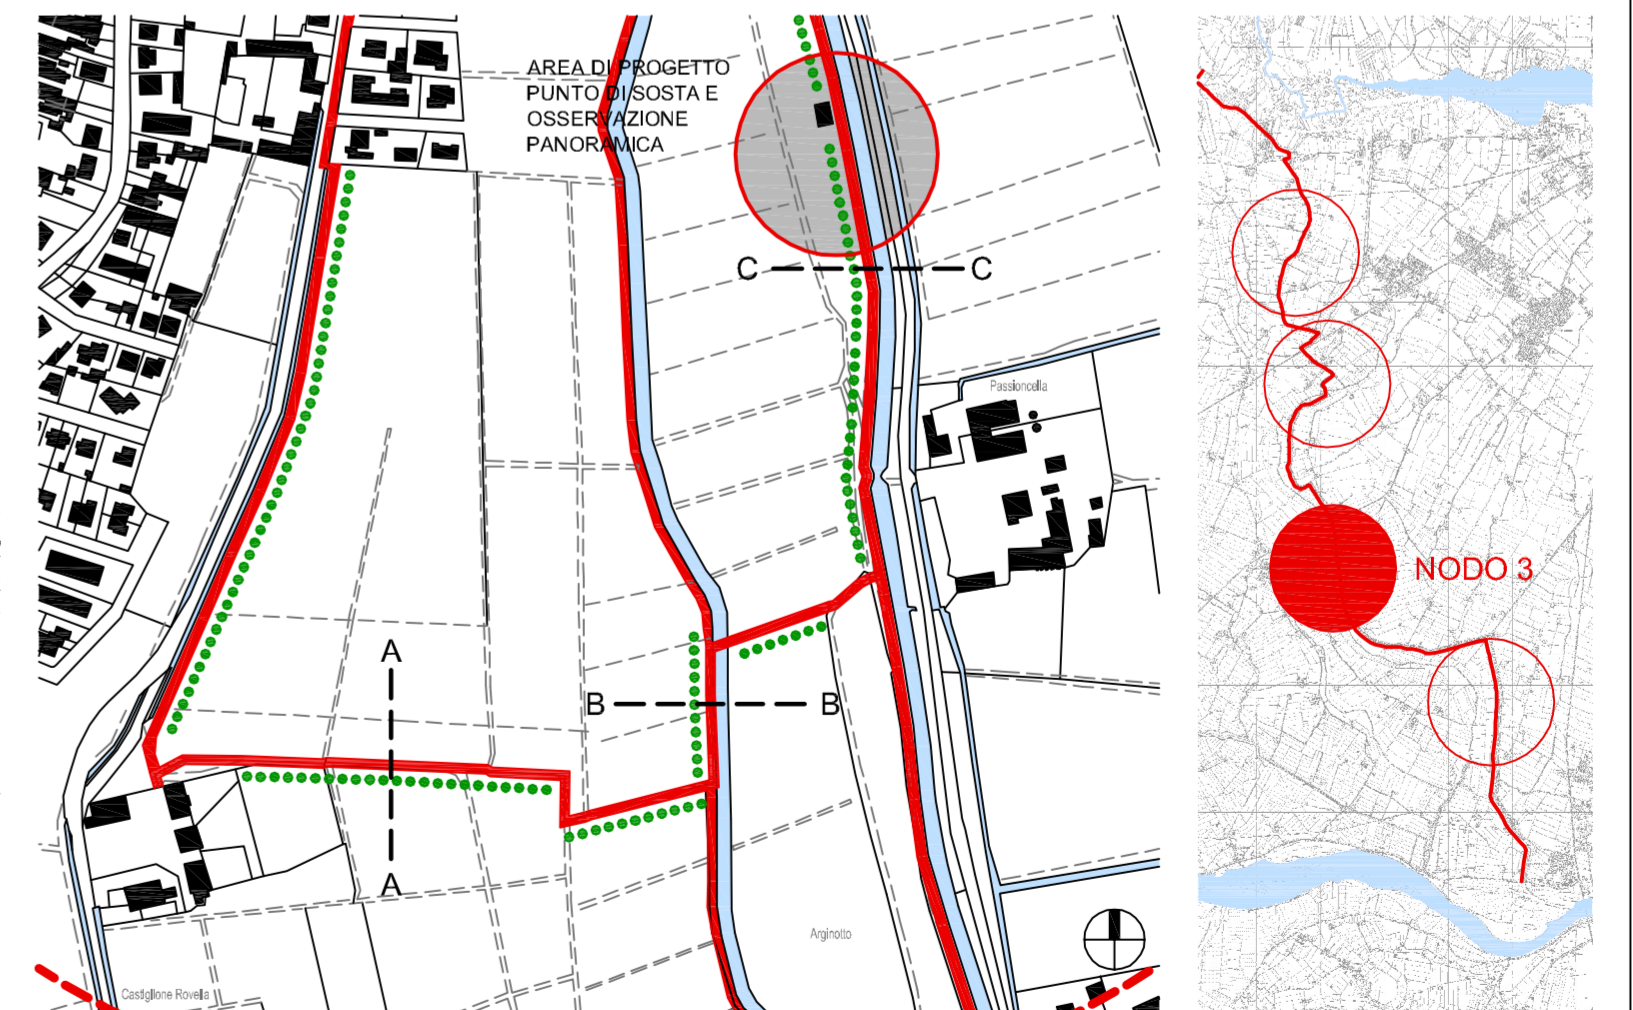 AREA DI PROGETTO
PUNTO DI SOSTA E
OSSERVAZIONE
PANORAMICA
C C
Passioncella
NODO 3
A
B B
A
Arginotto
Castiglione Rovella